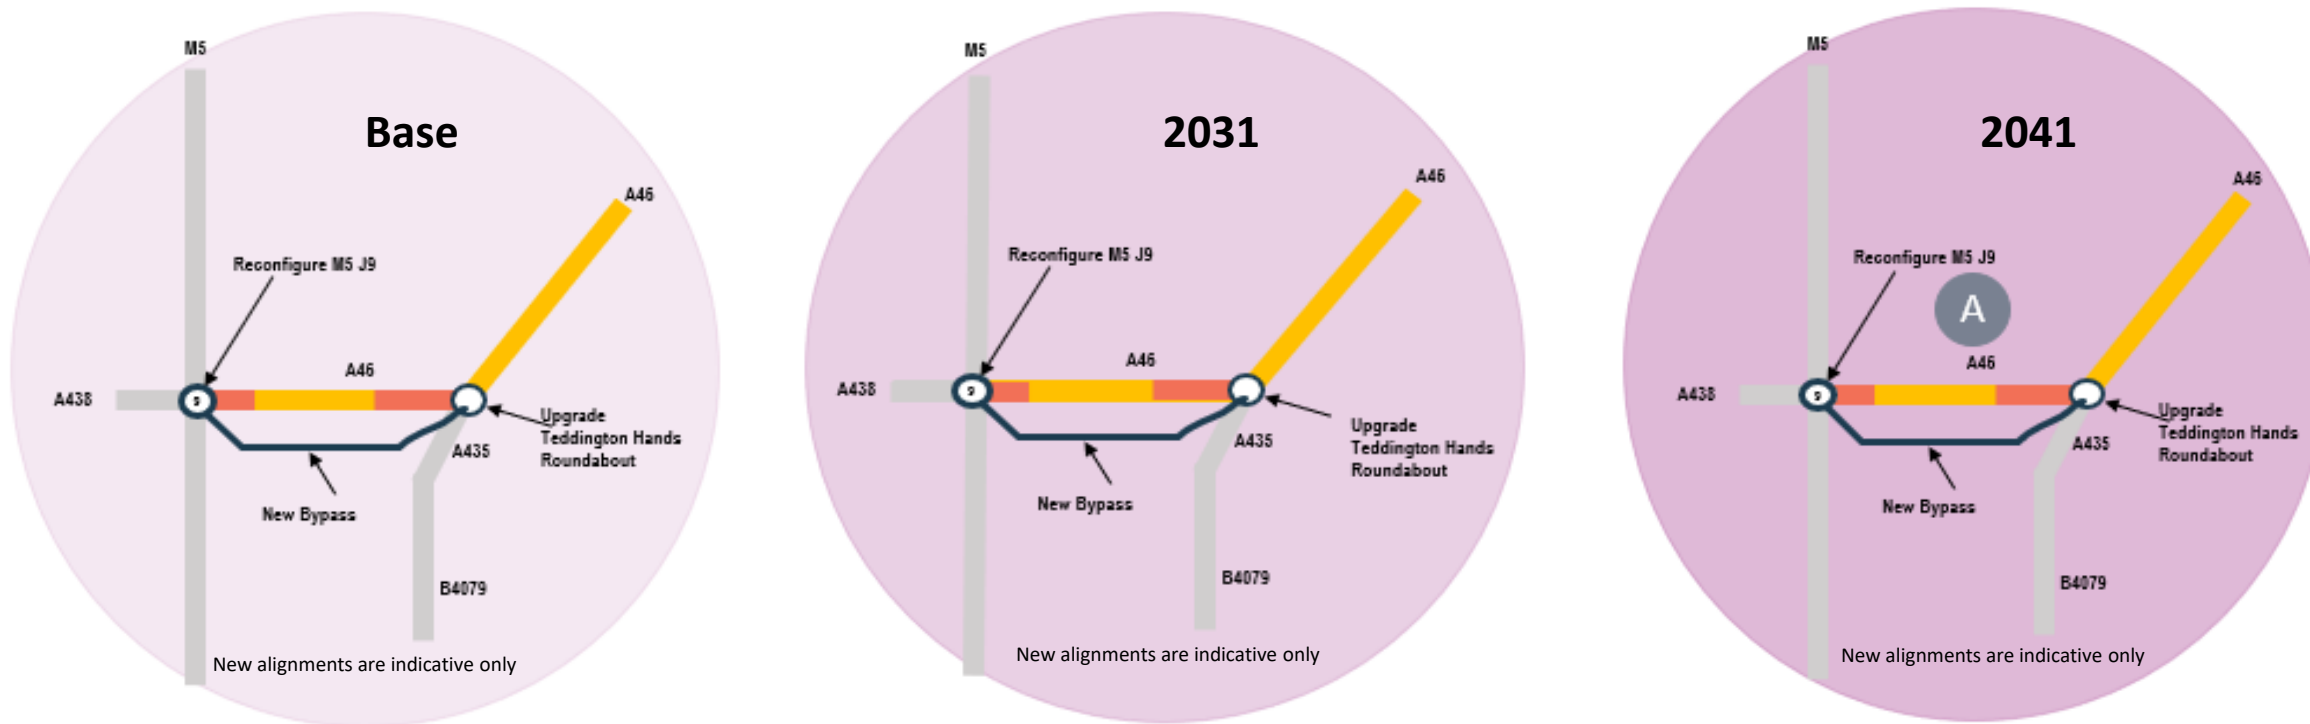 M5
Base
A46
Reconfigure M5 J9
A46
A438
9
Upgrade
Teddington Hands
Roundabout
A435
New Bypass
B4079
New alignments are indicative only
M5
2031
A46
Reconfigure M5 J9
A46
A438
9
Upgrade
Teddington Hands
Roundabout
A435
New Bypass
B4079
New alignments are indicative only
M5
2041
A46
Reconfigure M5 J9
A
A46
A438
9
Upgrade
Teddington Hands
Roundabout
A435
New Bypass
B4079
New alignments are indicative only